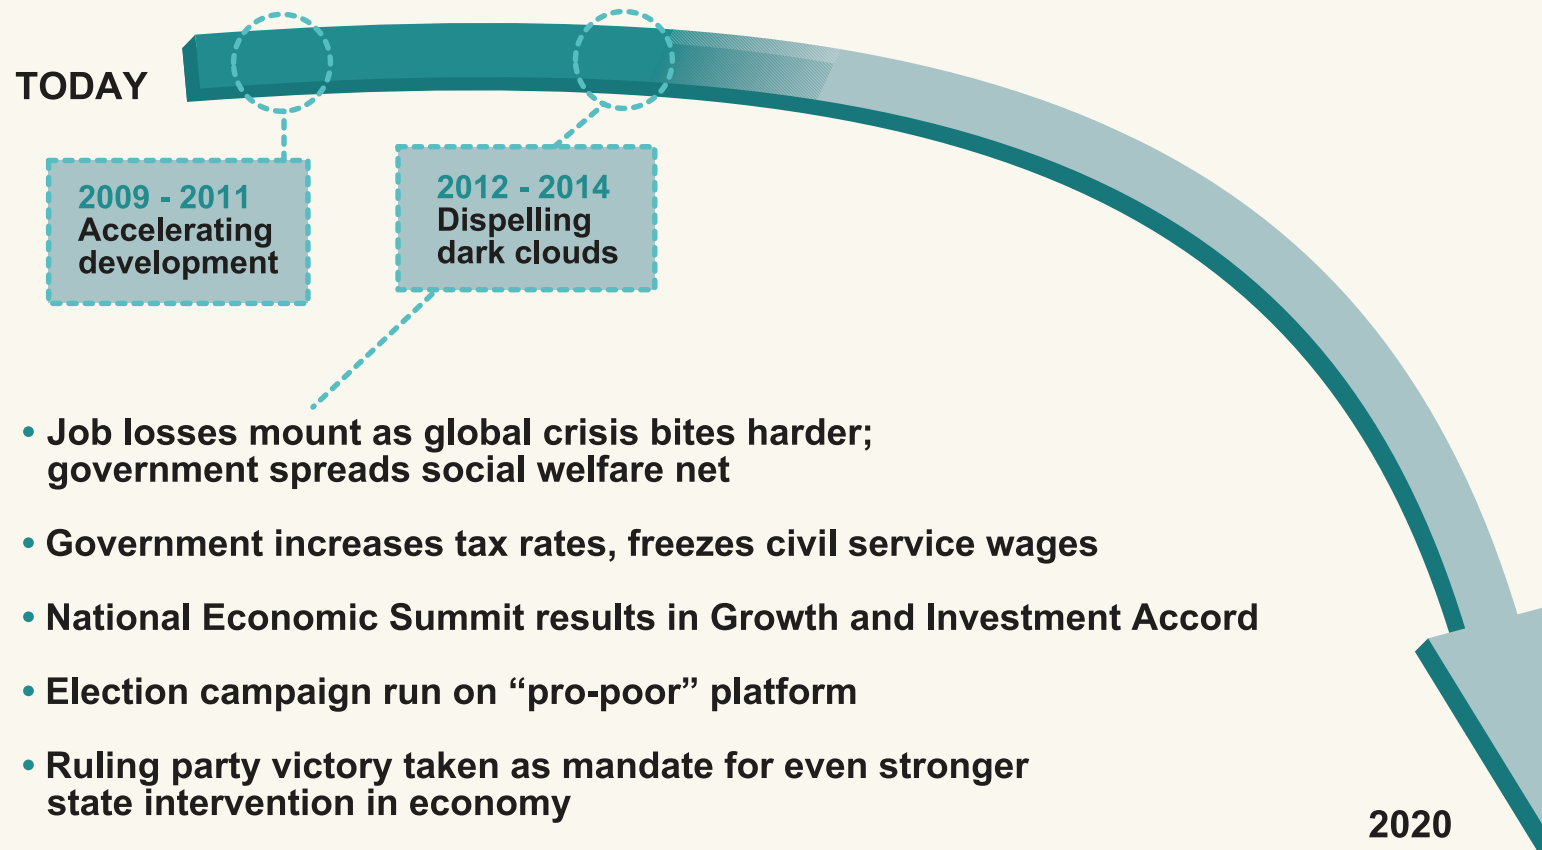 TODAY
2009 - 2011
Accelerating
development
2012 - 2014
Dispelling
dark clouds
• Job losses mount as global crisis bites harder;
government spreads social welfare net
• Government increases tax rates, freezes civil service wages
• National Economic Summit results in Growth and Investment Accord
• Election campaign run on “pro-poor” platform
• Ruling party victory taken as mandate for even stronger
state intervention in economy
2020